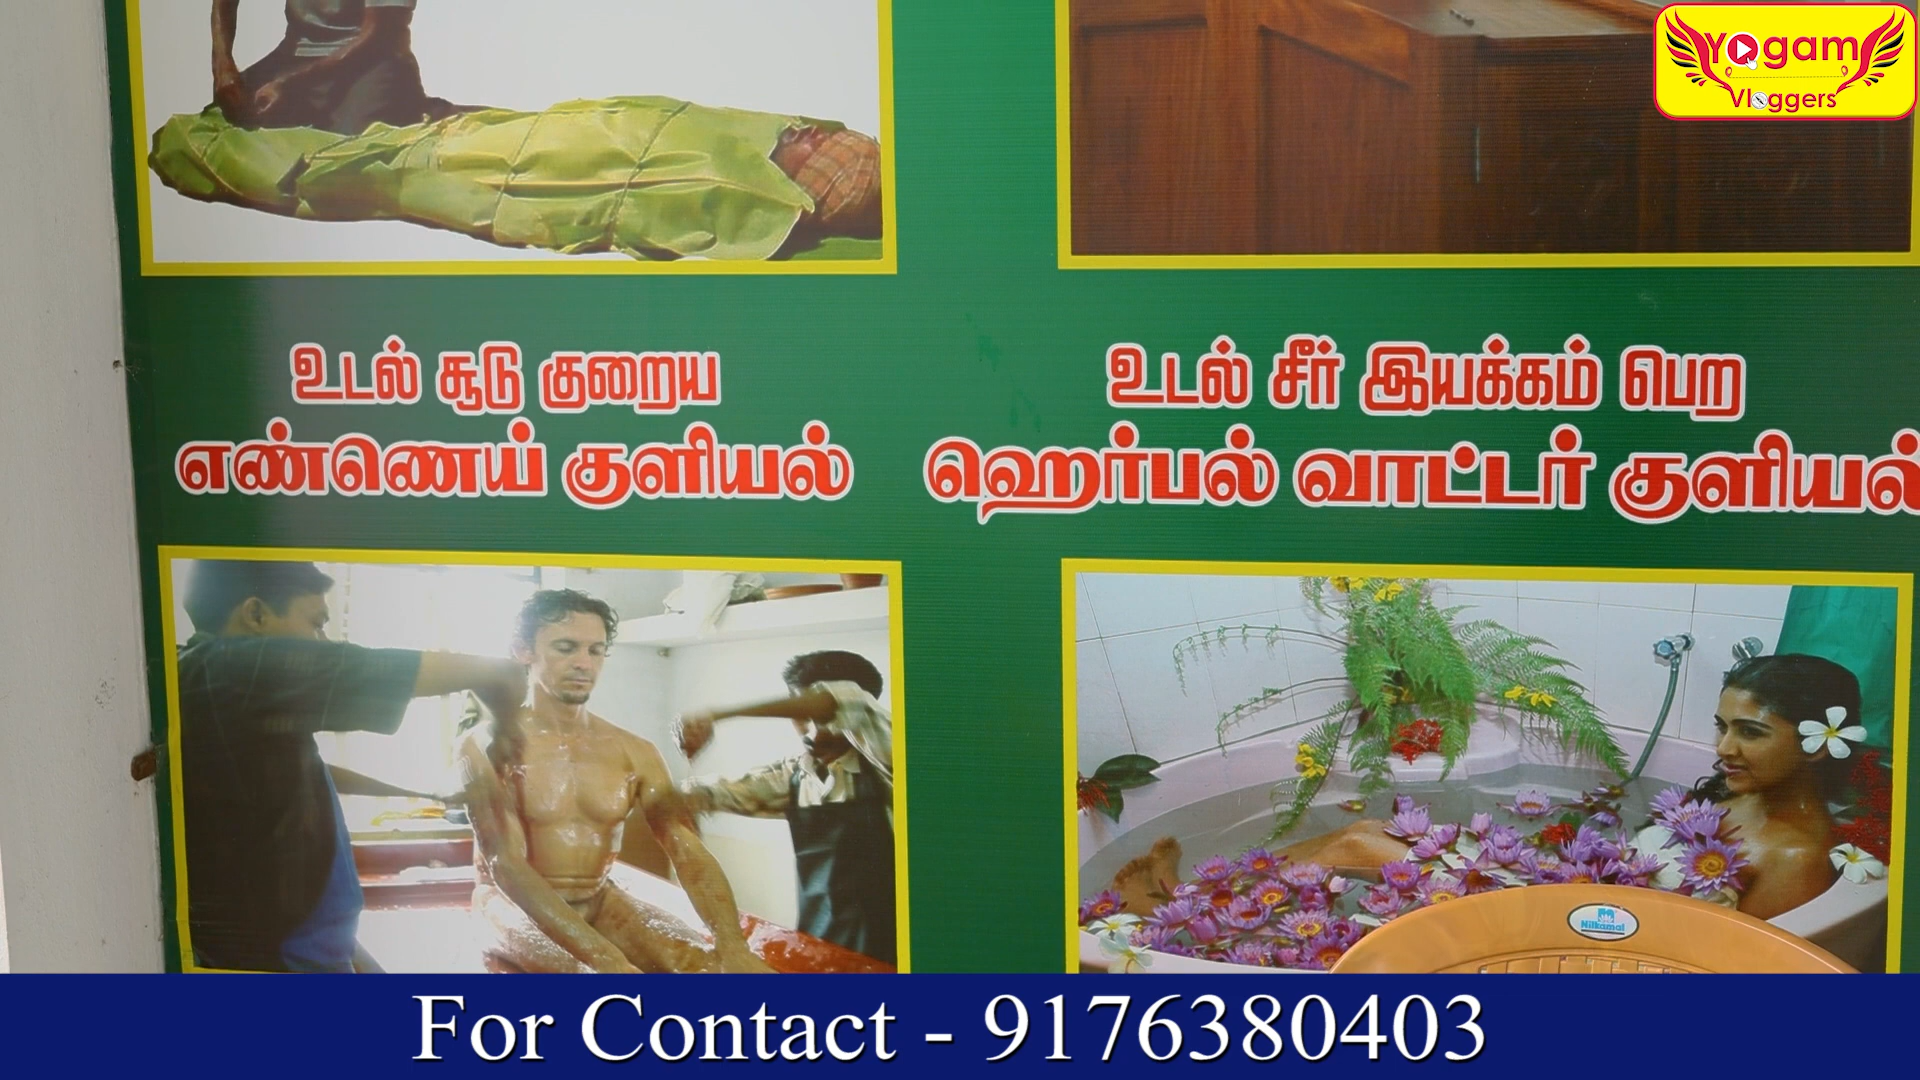 Yogam
Vloggers
உடல் சூடு குறைய
எண்ணெய் குளியல்
உடல் சீர் இயக்கம் பெற
ஹெர்பல் வாட்டர் குளியல்
Nilkamal
For Contact - 9176380403